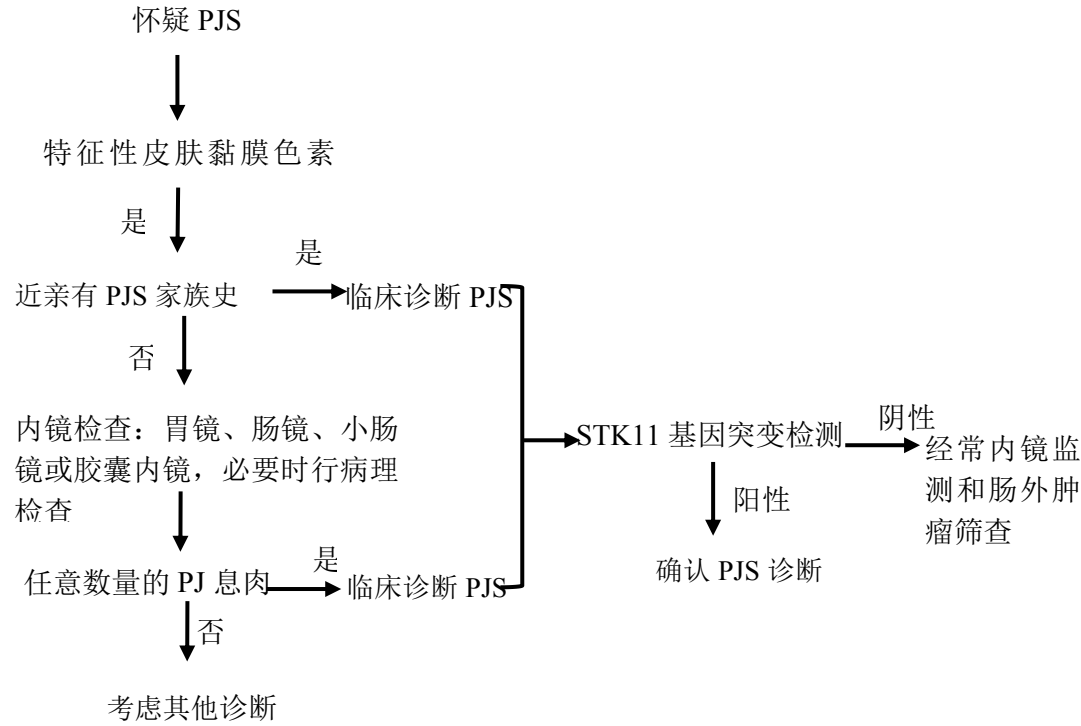 怀疑 PJS
特征性皮肤黏膜色素
是
近亲有 PJS 家族史
是
临床诊断 PJS
否
内镜检查：胃镜、肠镜、小肠
镜或胶囊内镜，必要时行病理
检查
任意数量的 PJ 息肉
是
临床诊断 PJS
否
考虑其他诊断
STK11 基因突变检测
阴性
经常内镜监
测和肠外肿
瘤筛查
阳性
确认 PJS 诊断